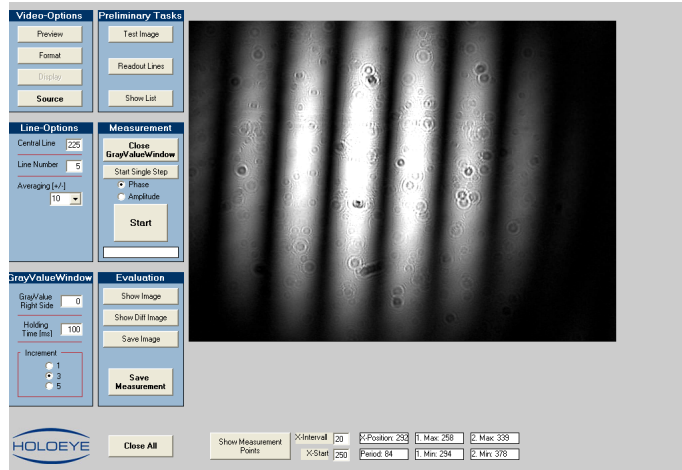 Video-Options
Preview
Format
Display
Source
Preliminary Tasks
Test Image
Readout Lines
Show List
Line-Options
Central Line 225
Line Number 5
Averaging [+/-]
10
Measurement
Close
GrayValueWindow
Start Single Step
Phase
Amplitude
Start
GrayValueWindow
GrayValue
Right Side 0
Holding
Time [ms] 100
Increment
1
3
5
Evaluation
Show Image
Show Diff Image
Save Image
Save
Measurement
HOLOEYE
Close All
Show Measurement
Points
X-Intervall 20
X-Start 250
X-Position: 292 1. Max: 258 2. Max: 339
Period: 84 1. Min: 294 2. Min: 378